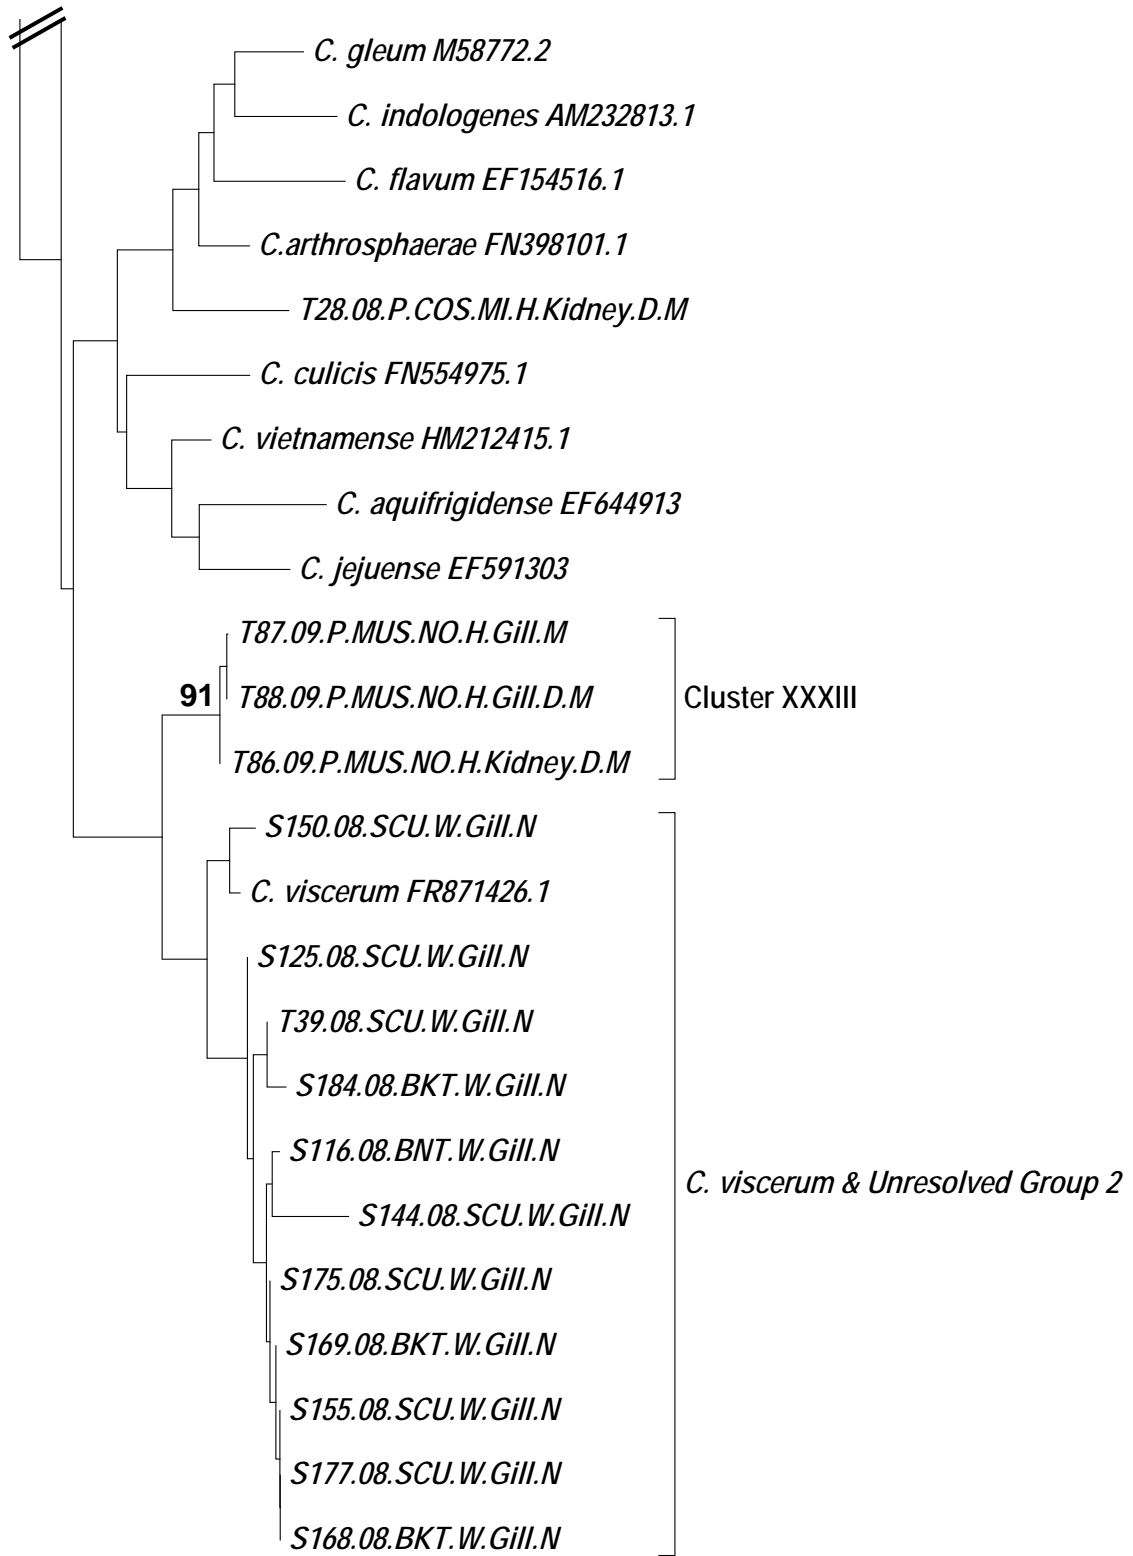 C. gleum M58772.2
C. indologenes AM232813.1
C. flavum EF154516.1
C.arthrosphaerae FN398101.1
T28.08.P.COS.MI.H.Kidney.D.M
C. culicis FN554975.1
C. vietnamense HM212415.1
C. aquifrigidense EF644913
C. jejuense EF591303
T87.09.P.MUS.NO.H.Gill.M
91
T88.09.P.MUS.NO.H.Gill.D.M
Cluster XXXIII
T86.09.P.MUS.NO.H.Kidney.D.M
S150.08.SCU.W.Gill.N
C. viscerum FR871426.1
S125.08.SCU.W.Gill.N
T39.08.SCU.W.Gill.N
S184.08.BKT.W.Gill.N
S116.08.BNT.W.Gill.N
C. viscerum & Unresolved Group 2
S144.08.SCU.W.Gill.N
S175.08.SCU.W.Gill.N
S169.08.BKT.W.Gill.N
S155.08.SCU.W.Gill.N
S177.08.SCU.W.Gill.N
S168.08.BKT.W.Gill.N